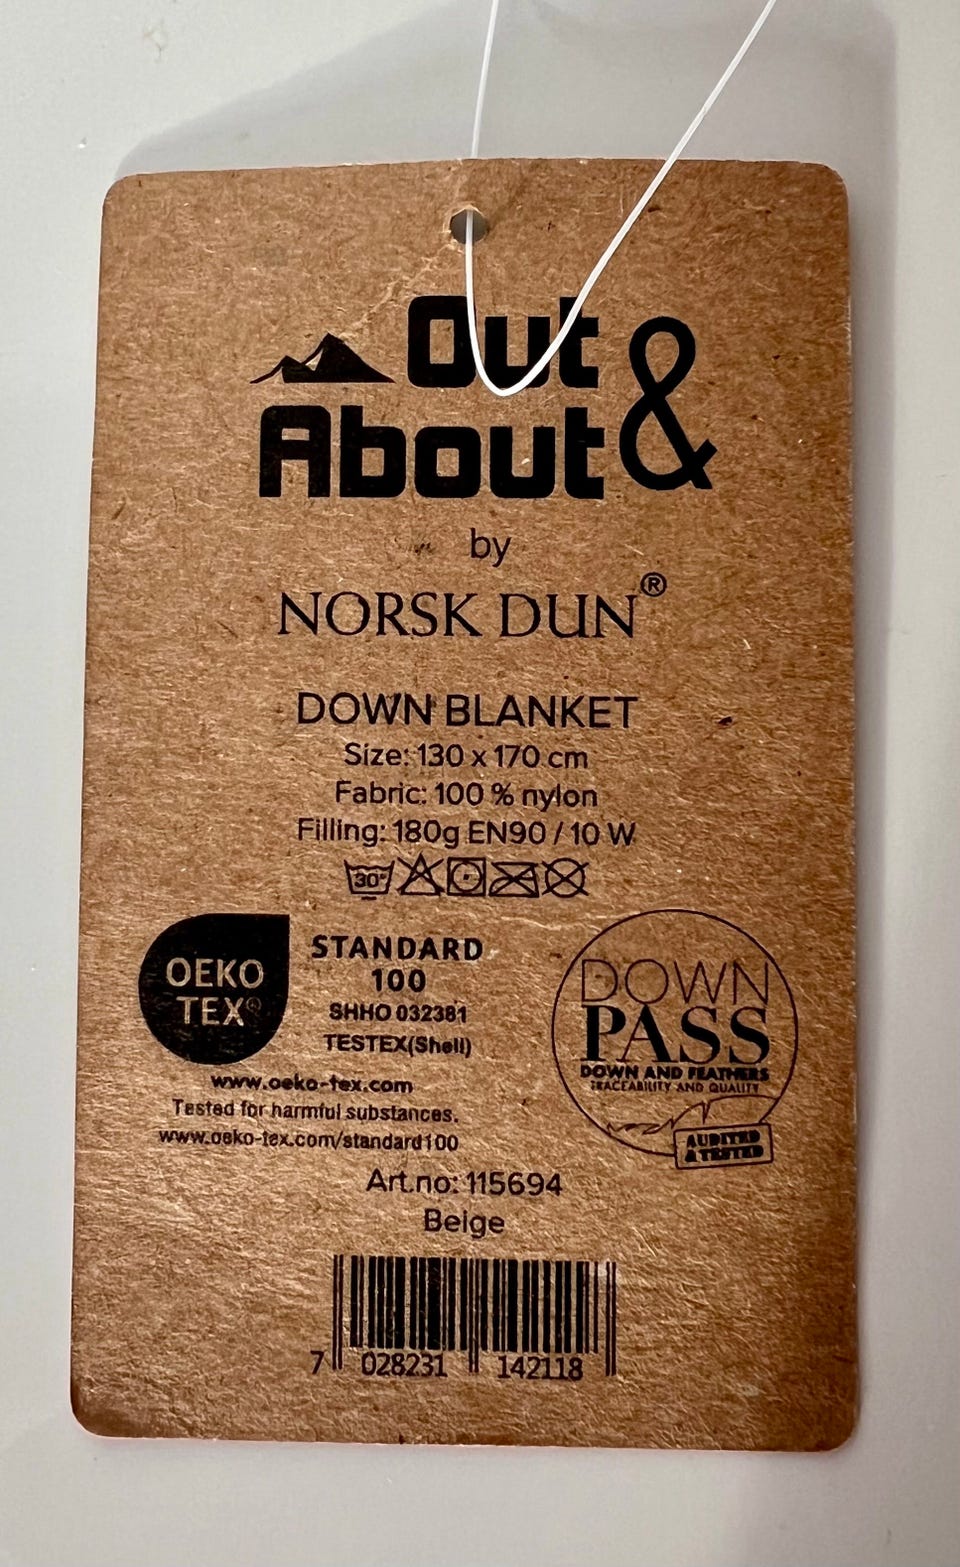 Out &
About
by
NORSK DUN®
DOWN BLANKET
Size: 130 x 170 cm
Fabric: 100 % nylon
Filling: 180g EN90 / 10 W
30°
OEKO
TEX®
STANDARD
100
SHHO 032381
TESTEX(Shell)
www.oeko-tex.com
Tested for harmful substances.
www.oeko-tex.com/standard100
DOWN
PASS
DOWN AND FEATHERS
TRACEABILITY AND QUALITY
AUDITED
& TESTED
Art.no: 115694
Beige
7 028231 142118